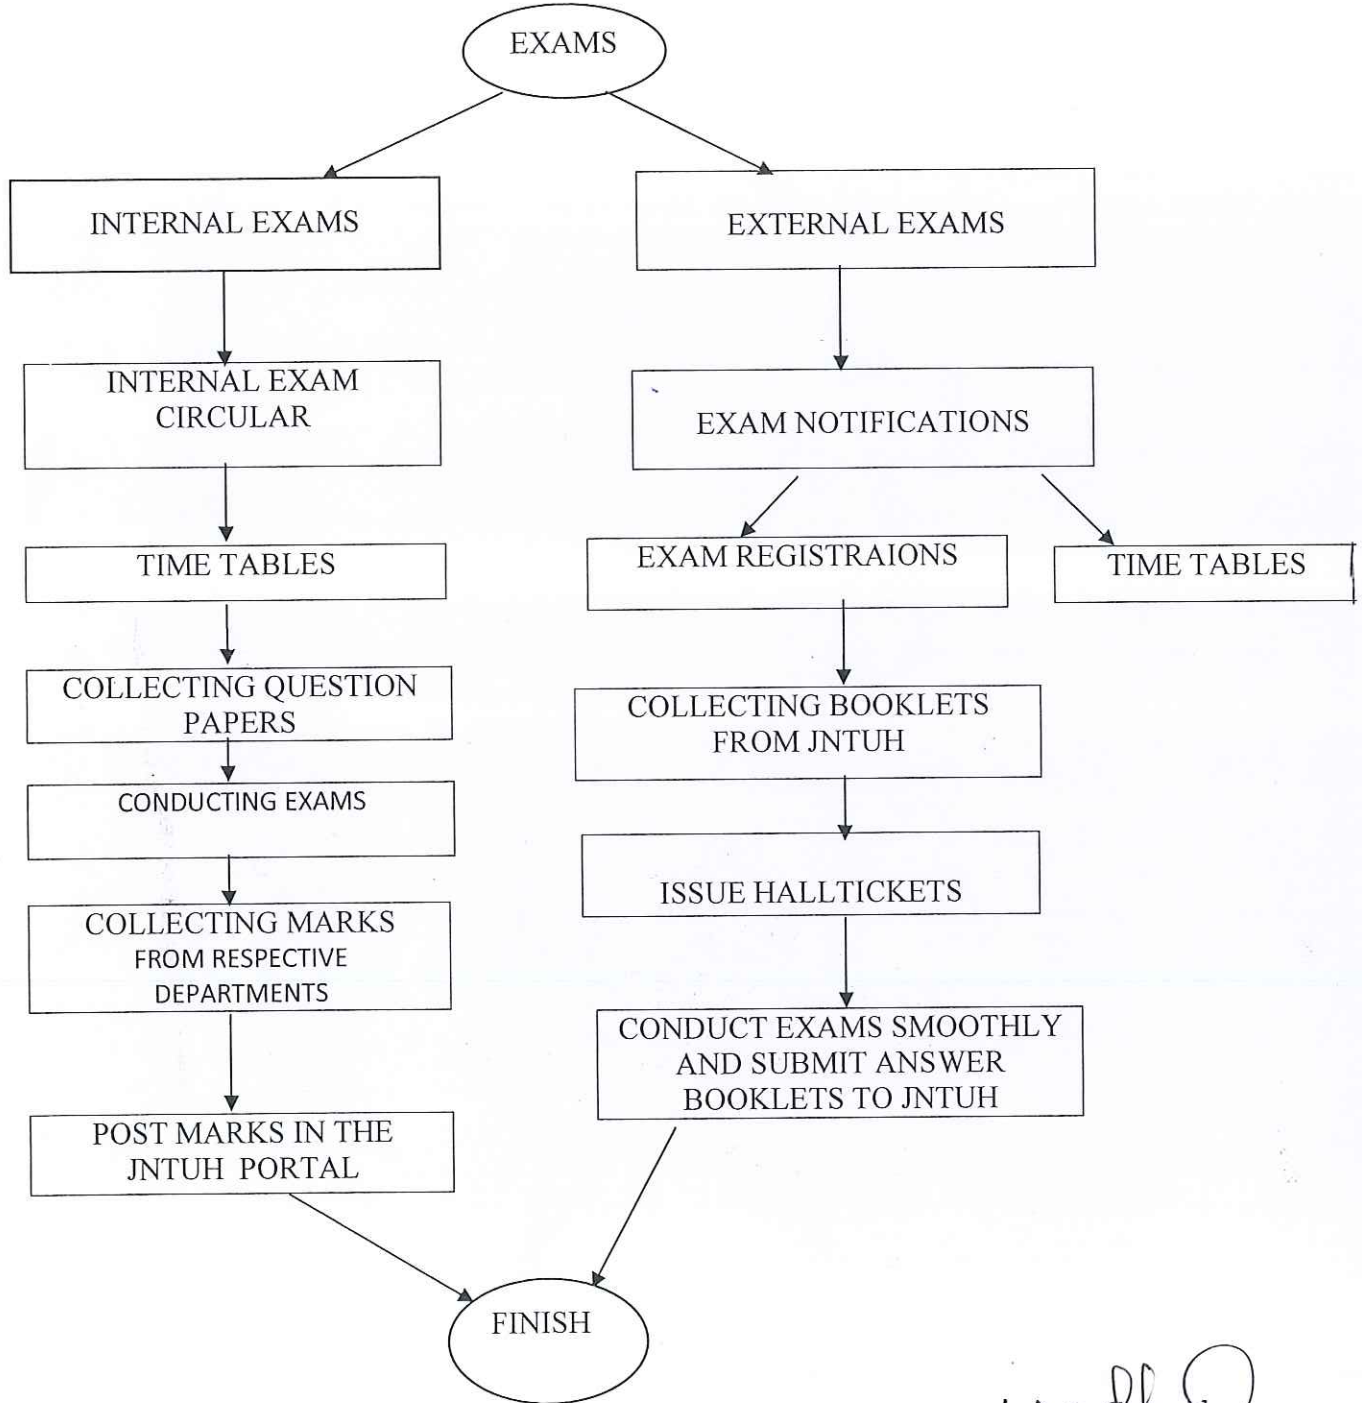 EXAMS
INTERNAL EXAMS
EXTERNAL EXAMS
INTERNAL EXAM
CIRCULAR
EXAM NOTIFICATIONS
TIME TABLES
EXAM REGISTRAIONS
TIME TABLES
COLLECTING QUESTION
PAPERS
COLLECTING BOOKLETS
FROM JNTUH
CONDUCTING EXAMS
ISSUE HALLTICKETS
COLLECTING MARKS
FROM RESPECTIVE
DEPARTMENTS
CONDUCT EXAMS SMOOTHLY
AND SUBMIT ANSWER
BOOKLETS TO JNTUH
POST MARKS IN THE
JNTUH PORTAL
FINISH